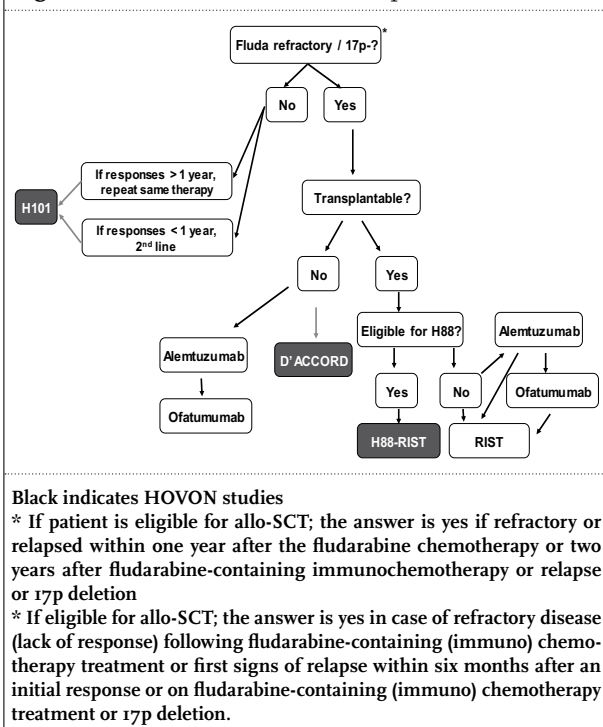 Fluda refractory / 17p-?*
No
Yes
If responses > 1 year,
repeat same therapy
H101
If responses < 1 year,
2nd line
Transplantable?
No
Yes
Eligible for H88?
Alemtuzumab
Alemtuzumab
D' ACCORD
Yes
No
Ofatumumab
Ofatumumab
H88-RIST
RIST
Black indicates HOVON studies
* If patient is eligible for allo-SCT; the answer is yes if refractory or
relapsed within one year after the fludarabine chemotherapy or two
years after fludarabine-containing immunochemotherapy or relapse
or 17p deletion
* If eligible for allo-SCT; the answer is yes in case of refractory disease
(lack of response) following fludarabine-containing (immuno) chemo-
therapy treatment or first signs of relapse within six months after an
initial response or on fludarabine-containing (immuno) chemotherapy
treatment or 17p deletion.